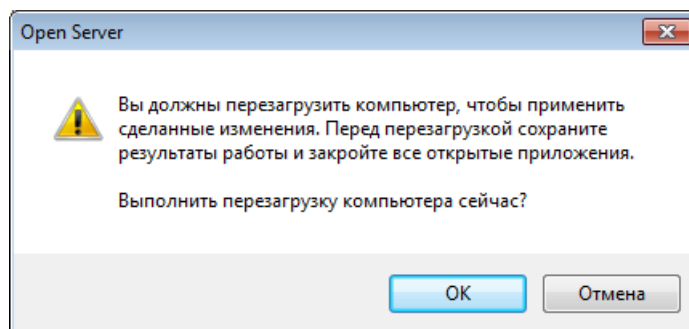 Open Server
Вы должны перезагрузить компьютер, чтобы применить
сделанные изменения. Перед перезагрузкой сохраните
результаты работы и закройте все открытые приложения.
Выполнить перезагрузку компьютера сейчас?
OK
Отмена